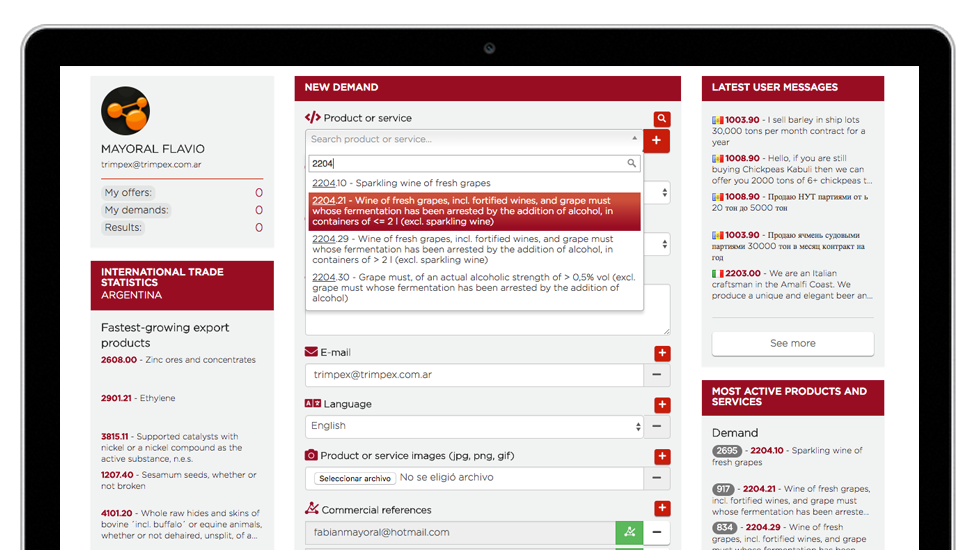 MAYORAL FLAVIO
trimpex@trimpex.com.ar
My offers: 0
My demands: 0
Results: 0
INTERNATIONAL TRADE
STATISTICS
ARGENTINA
Fastest-growing export
products
2608.00 - Zinc ores and concentrates
2901.21 - Ethylene
3815.11 - Supported catalysts with
nickel or a nickel compound as the
active substance, n.e.s.
1207.40 - Sesamum seeds, whether or
not broken
4101.20 - Whole raw hides and skins of
bovine ´incl. buffalo´ or equine animals,
whether or not dehaired, unsplit, of a...
NEW DEMAND
Product or service
Search product or service...
2204
2204.10 - Sparkling wine of fresh grapes
2204.21 - Wine of fresh grapes, incl. fortified wines, and grape must
whose fermentation has been arrested by the addition of alcohol, in
containers of <= 2 l (excl. sparkling wine)
2204.29 - Wine of fresh grapes, incl. fortified wines, and grape must
whose fermentation has been arrested by the addition of alcohol, in
containers of > 2 l (excl. sparkling wine)
2204.30 - Grape must, of an actual alcoholic strength of > 0,5% vol (excl.
grape must whose fermentation has been arrested by the addition of
alcohol)
E-mail
trimpex@trimpex.com.ar
Language
English
Product or service images (jpg, png, gif)
Seleccionar archivo No se eligió archivo
Commercial references
fabianmayoral@hotmail.com
LATEST USER MESSAGES
1003.90 - I sell barley in ship lots
30,000 tons per month contract for a
year
1008.90 - Hello, if you are still
buying Chickpeas Kabuli then we can
offer you 2000 tons of 6+ chickpeas t...
1008.90 - Продаю НУТ партиями от ь
20 тон до 5000 тон
1003.90 - Продаю ячмень судовыми
партиями 30000 тон в месяц контракт на
год
2203.00 - We are an Italian
craftsman in the Amalfi Coast. We
produce a unique and elegant beer an...
See more
MOST ACTIVE PRODUCTS AND
SERVICES
Demand
2695 - 2204.10 - Sparkling wine of
fresh grapes
917 - 2204.21 - Wine of fresh grapes,
incl. fortified wines, and grape must
whose fermentation has been arreste...
834 - 2204.29 - Wine of fresh
grapes, incl. fortified wines, and grape
must whose fermentation has been